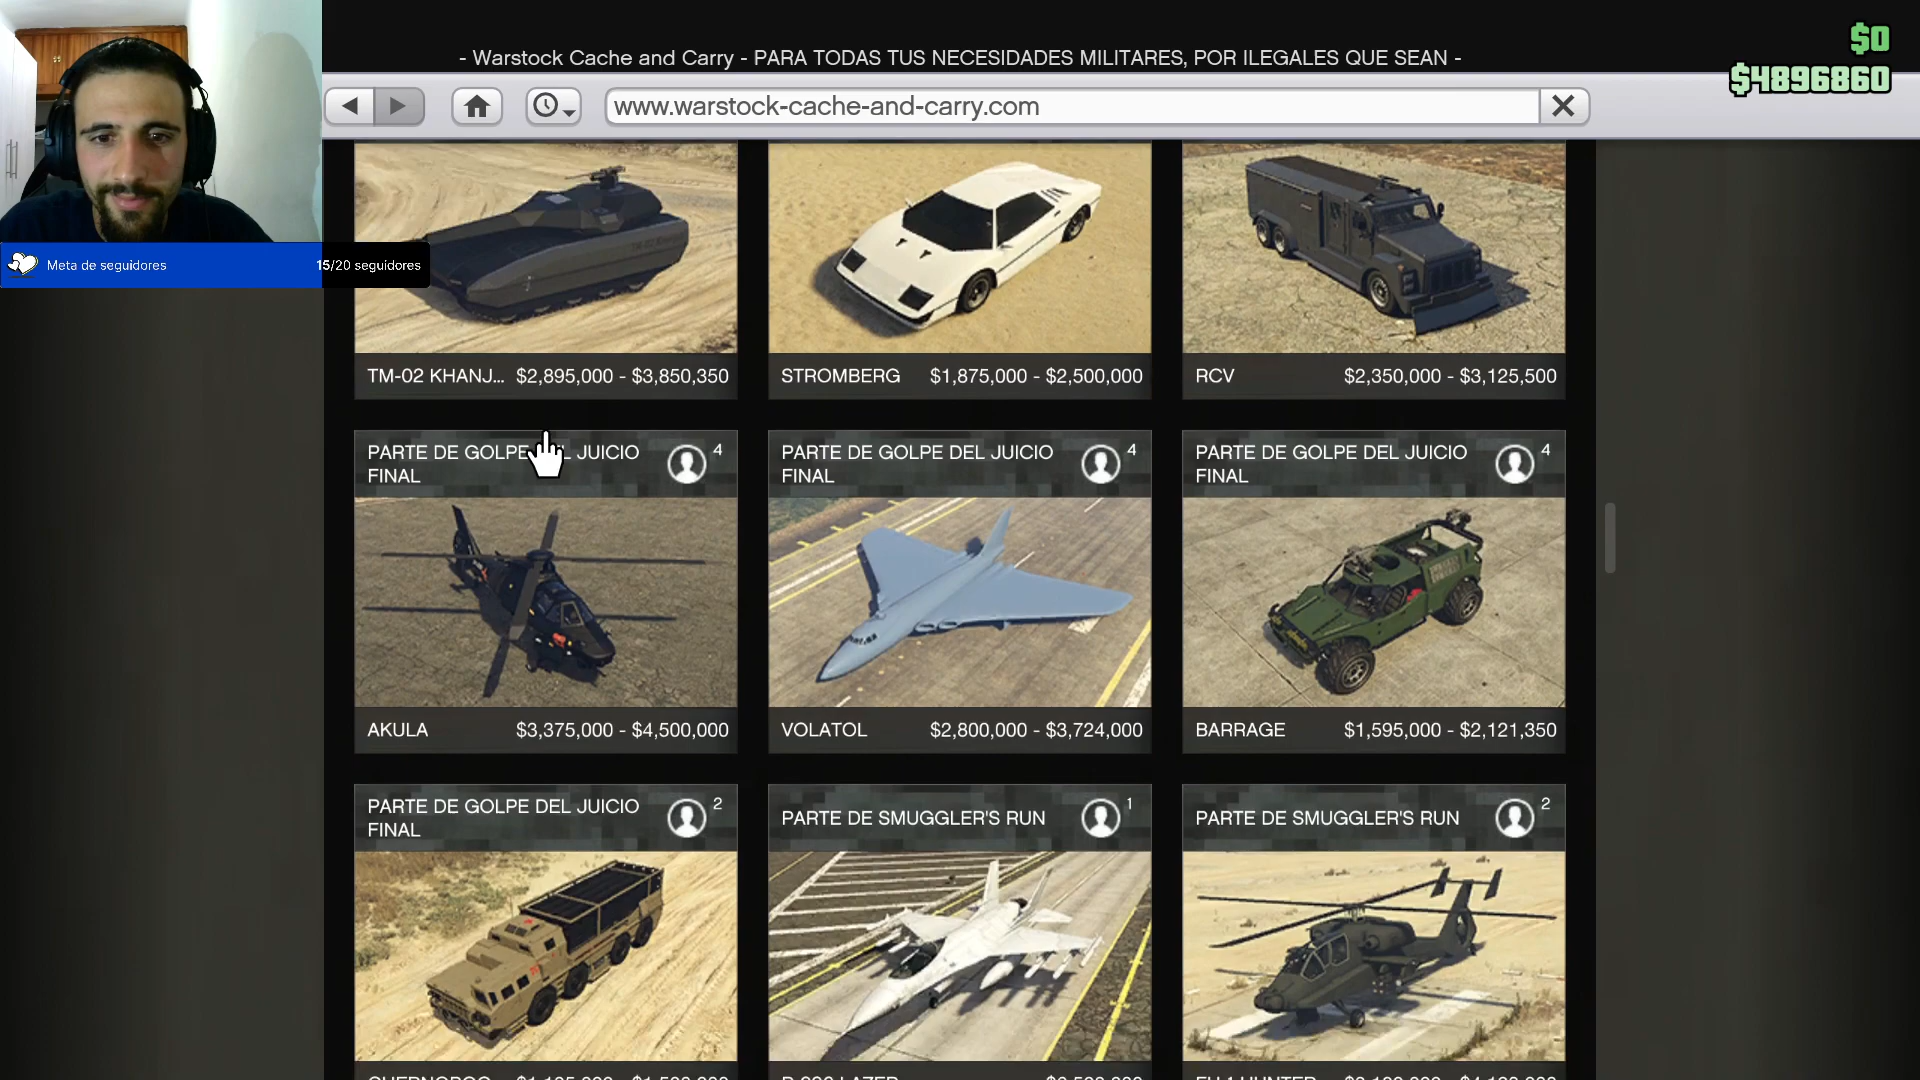 - Warstock Cache and Carry - PARA TODAS TUS NECESIDADES MILITARES, POR ILEGALES QUE SEAN -
$0
$4896860
www.warstock-cache-and-carry.com
Meta de seguidores
15/20 seguidores
TM-02 KHANJ... $2,895,000 - $3,850,350
STROMBERG $1,875,000 - $2,500,000
RCV $2,350,000 - $3,125,500
PARTE DE GOLPE DEL JUICIO
FINAL
4
PARTE DE GOLPE DEL JUICIO
FINAL
4
PARTE DE GOLPE DEL JUICIO
FINAL
4
AKULA $3,375,000 - $4,500,000
VOLATOL $2,800,000 - $3,724,000
BARRAGE $1,595,000 - $2,121,350
PARTE DE GOLPE DEL JUICIO
FINAL
2
PARTE DE SMUGGLER'S RUN
1
PARTE DE SMUGGLER'S RUN
2